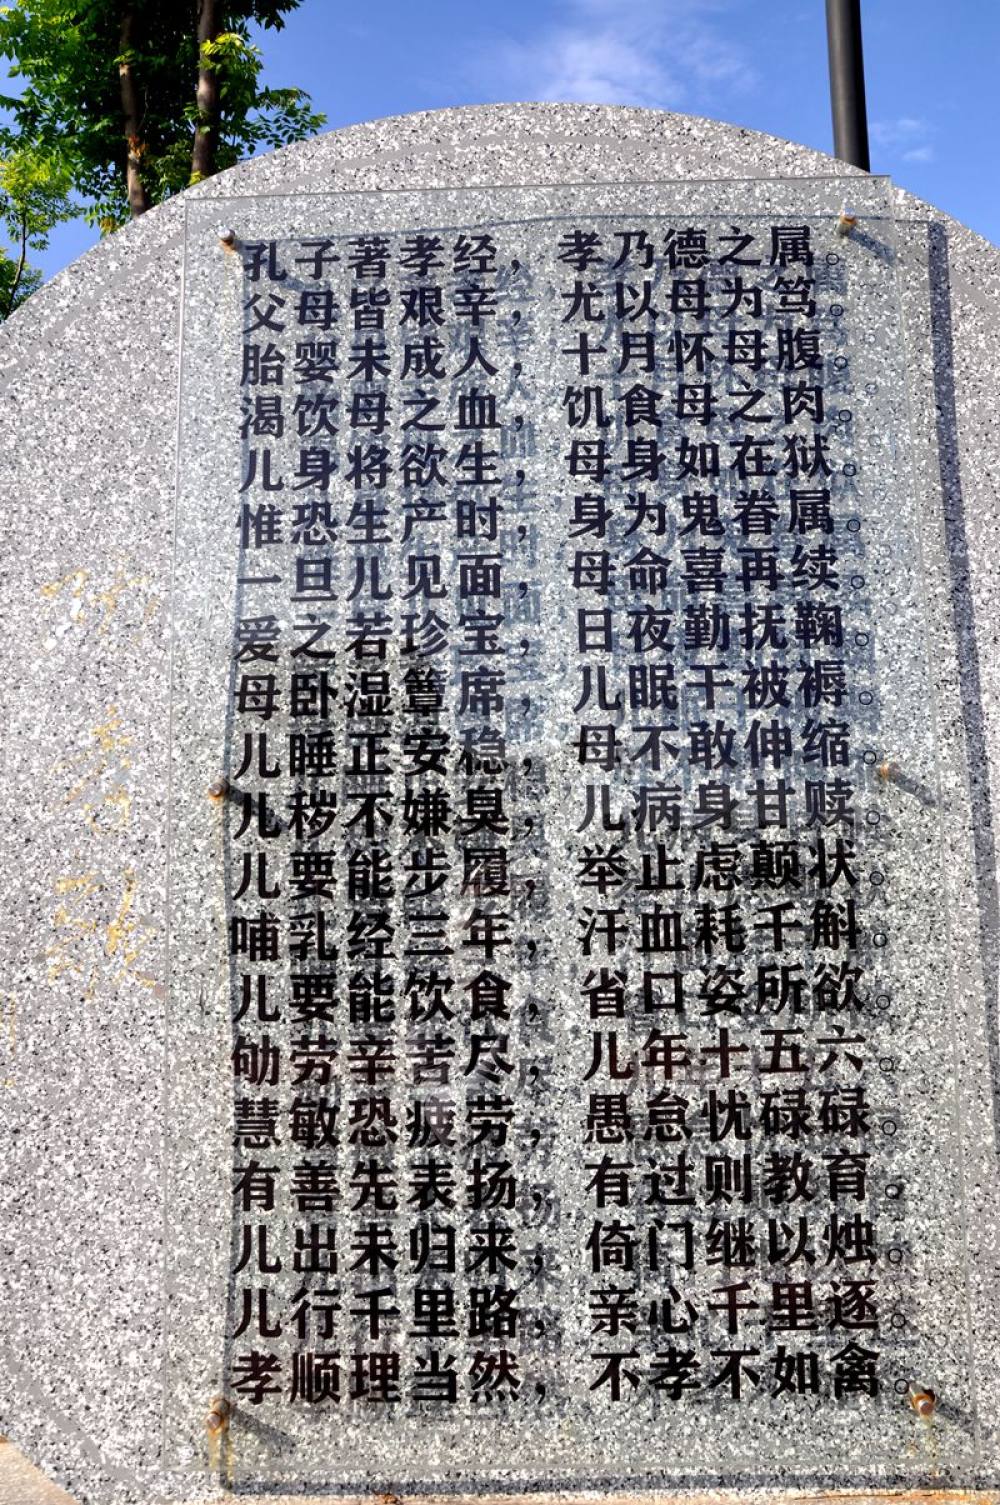 孔子著孝经，孝乃德之属。
父母皆艰辛，尤以母为笃。
胎婴未成人，十月怀母腹。
渴饮母之血，饥食母之肉。
儿身将欲生，母身如在狱。
惟恐生产时，身为鬼眷属。
一旦儿见面，母命喜再续。
爱之若珍宝，日夜勤抚鞠。
母卧湿簟席，儿眠干被褥。
儿睡正安稳，母不敢伸缩。
儿秽不嫌臭，儿病身甘赎。
儿要能步履，举止虑颠状
哺乳经三年，汗血耗千斛。
儿要能饮食，省口姿所欲。
劬劳辛苦尽，儿年十五六。
慧敏恐疲劳，愚怠忧碌碌。
有善先表扬，有过则教育。
儿出未归来，倚门继以烛。
儿行千里路，亲心千里逐。
孝顺理当然，不孝不如禽。